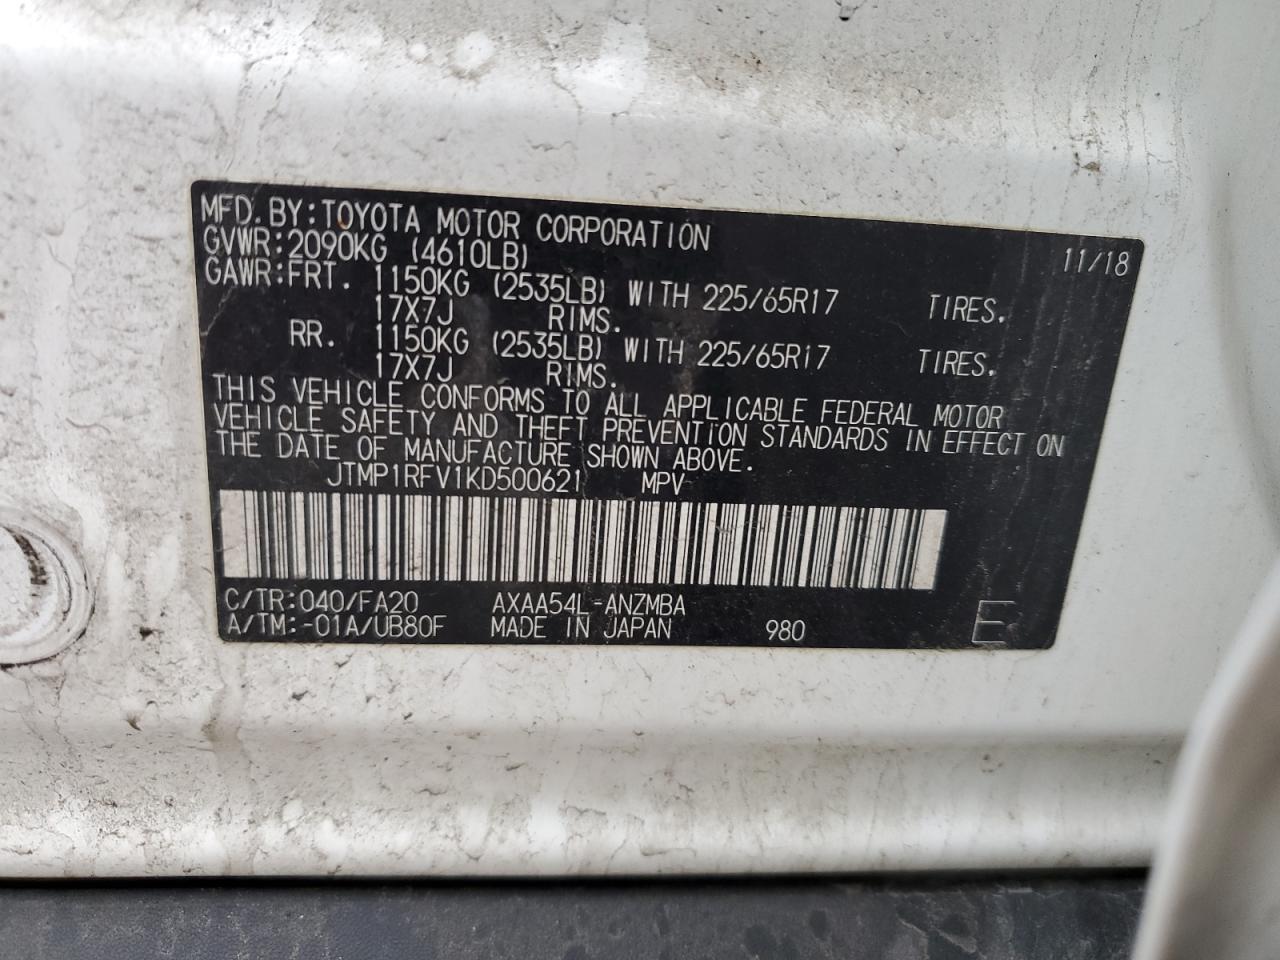 MFD. BY: TOYOTA MOTOR CORPORATION 11/18
GVWR: 2090KG (4610LB)
GAWR: FRT. 1150KG (2535LB) WITH 225/65R17 TIRES.
17X7J RIMS.
RR. 1150KG (2535LB) WITH 225/65R17 TIRES.
17X7J RIMS.
THIS VEHICLE CONFORMS TO ALL APPLICABLE FEDERAL MOTOR
VEHICLE SAFETY AND THEFT PREVENTION STANDARDS IN EFFECT ON
THE DATE OF MANUFACTURE SHOWN ABOVE.
JTMP1RFV1KD500621 MPV
C/TR: 040/FA20 AXAA54L-ANZMBA
A/TM: -01A/UB80F MADE IN JAPAN 980 E